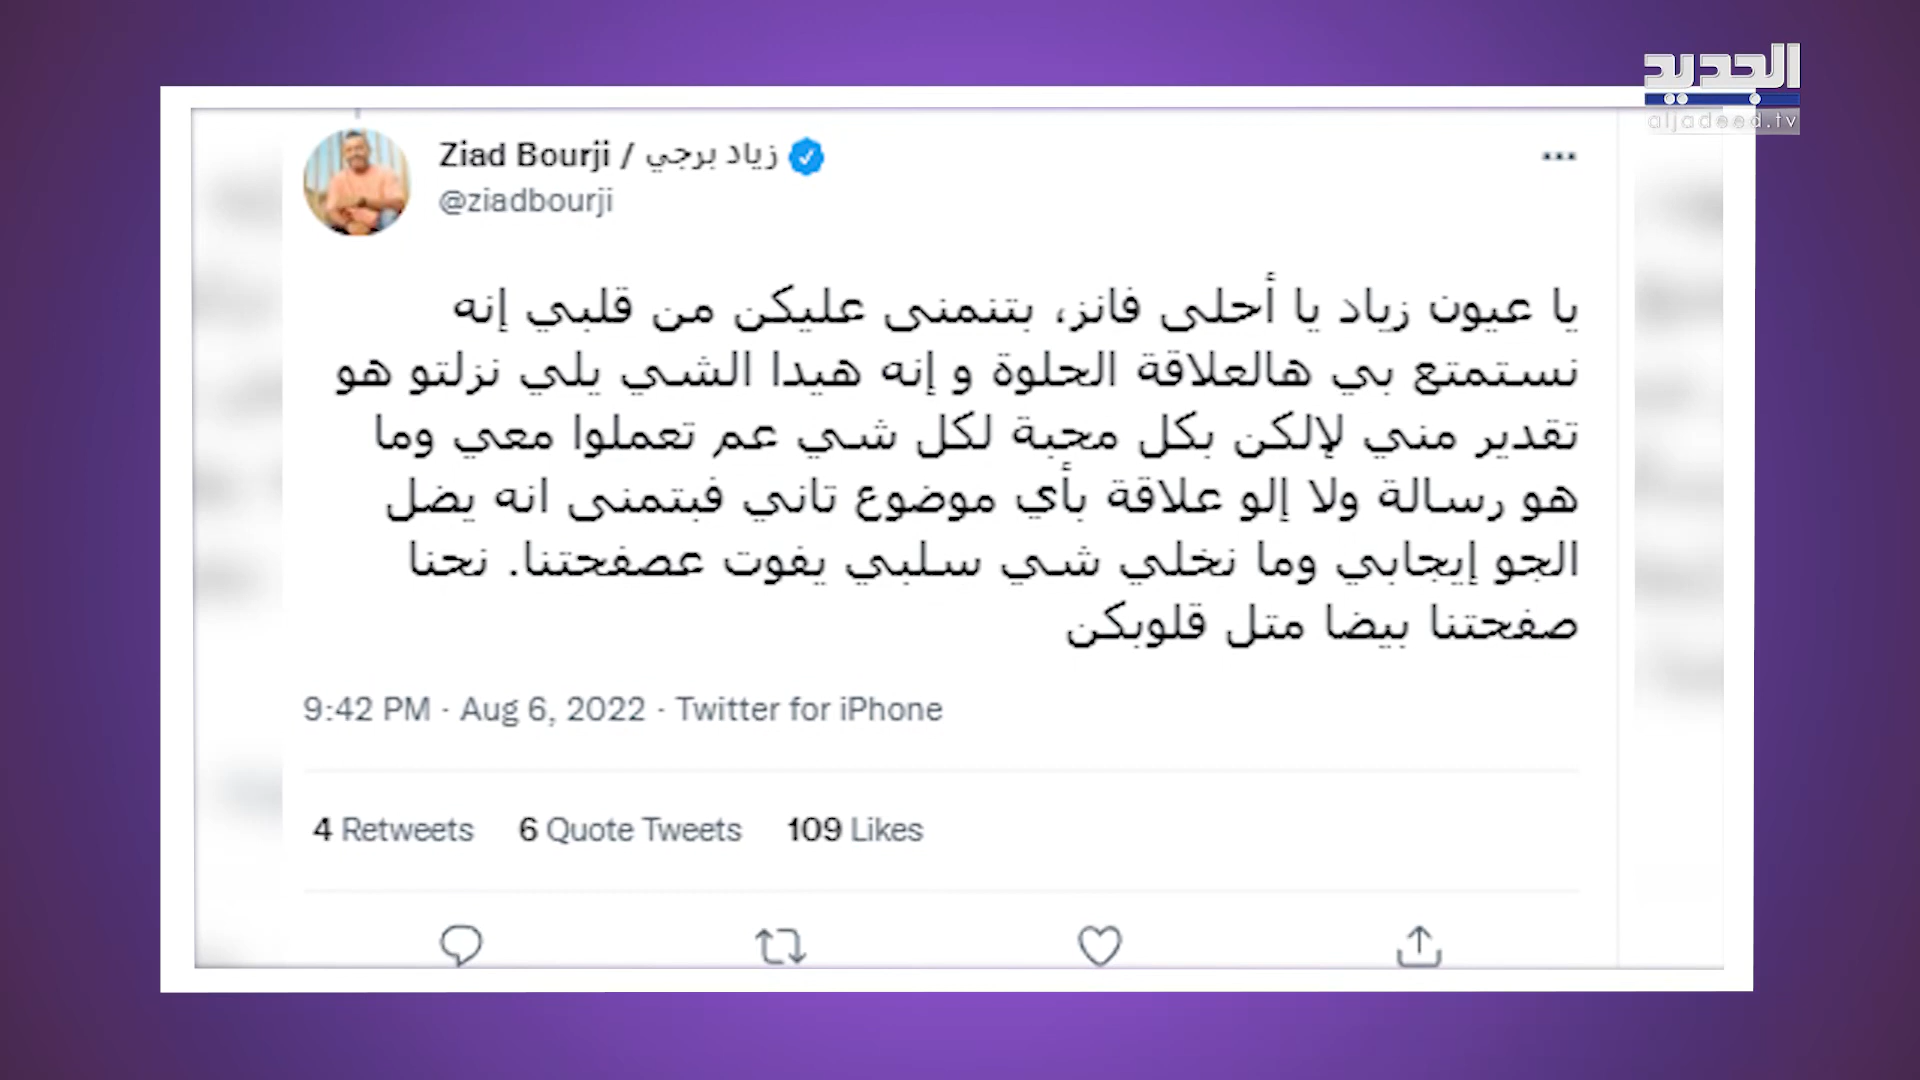 الجديد
aljadeed.tv
Ziad Bourji / زياد برجي
@ziadbourji
يا عيون زياد يا أحلى فانز، بتنمنى عليكن من قلبي إنه
نستمتع بي هالعلاقة الحلوة و إنه هيدا الشي يلي نزلتو هو
تقدير مني لإلكن بكل محبة لكل شي عم تعملوا معي وما
هو رسالة ولا إلو علاقة بأي موضوع تاني فبتمنى انه يضل
الجو إيجابي وما نخلي شي سلبي يفوت عصفحتنا. نحنا
صفحتنا بيضا متل قلوبكن
9:42 PM · Aug 6, 2022 · Twitter for iPhone
4 Retweets 6 Quote Tweets 109 Likes